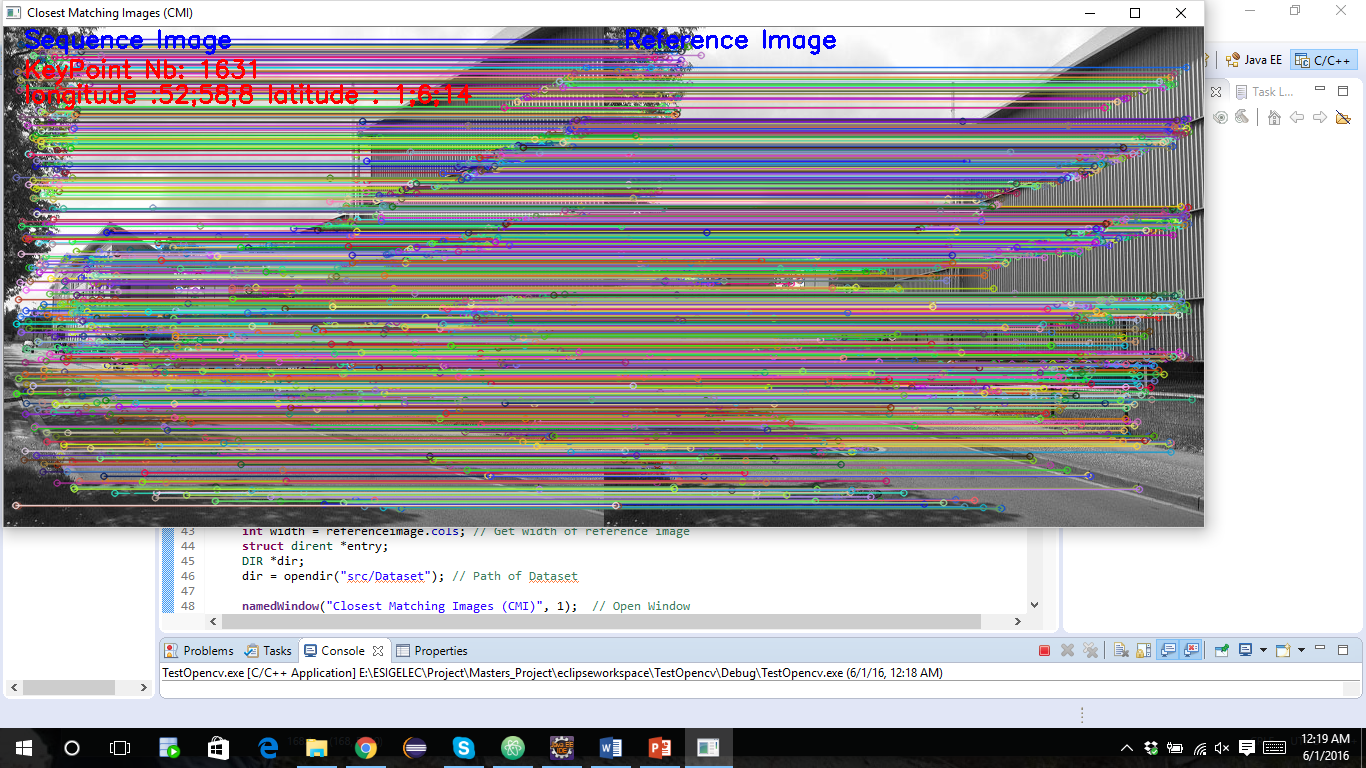 Closest Matching Images (CMI)
Sequence Image
Reference Image
KeyPoint Nb: 1631
longitude :52;58;8 latitude : 1;6;14
Java EE
C/C++
Task L...
43 int width = referenceimage.cols; // Get width of reference image
44 struct dirent *entry;
45 DIR *dir;
46 dir = opendir("src/Dataset"); // Path of Dataset
47
48 namedWindow("Closest Matching Images (CMI)", 1); // Open Window
Problems
Tasks
Console
Properties
TestOpencv.exe [C/C++ Application] E:\ESIGELEC\Project\Masters_Project\eclipseworkspace\TestOpencv\Debug\TestOpencv.exe (6/1/16, 12:18 AM)
12:19 AM
6/1/2016